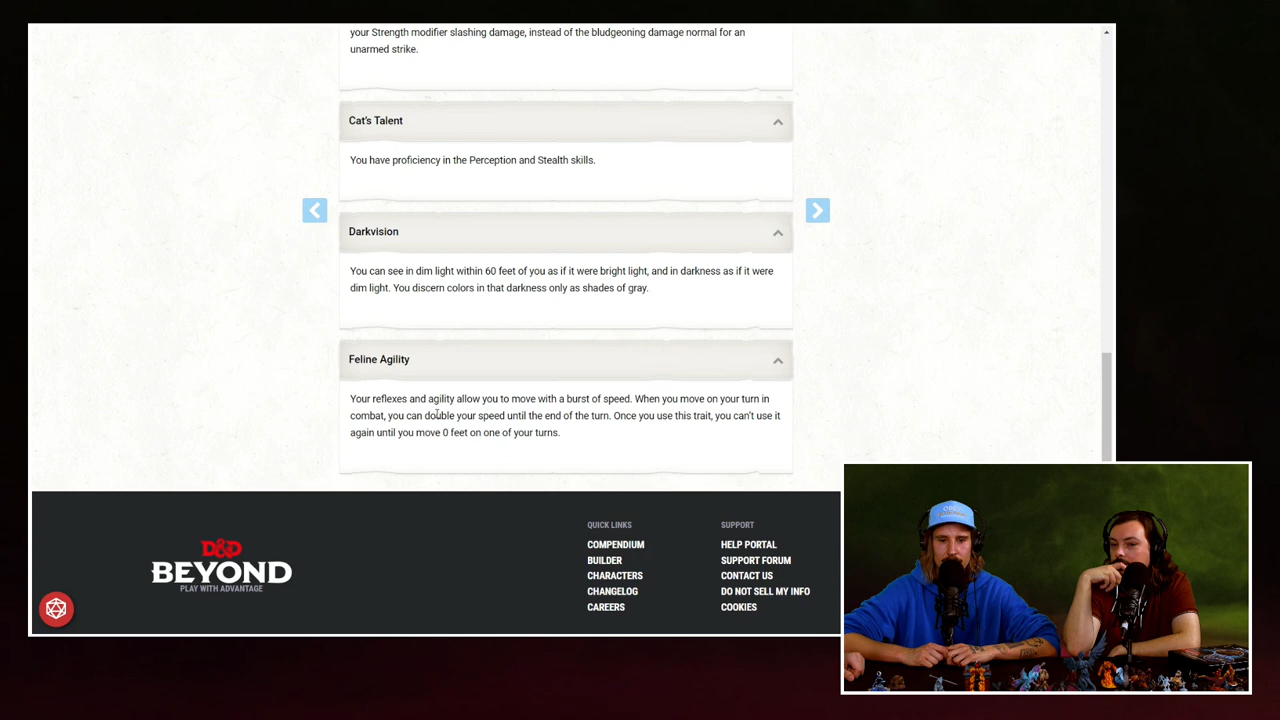 your Strength modifier slashing damage, instead of the bludgeoning damage normal for an
unarmed strike.
Cat's Talent
You have proficiency in the Perception and Stealth skills.
Darkvision
You can see in dim light within 60 feet of you as if it were bright light, and in darkness as if it were
dim light. You discern colors in that darkness only as shades of gray.
Feline Agility
Your reflexes and agility allow you to move with a burst of speed. When you move on your turn in
combat, you can double your speed until the end of the turn. Once you use this trait, you can't use it
again until you move 0 feet on one of your turns.
D&D
BEYOND
PLAY WITH ADVANTAGE
QUICK LINKS
COMPENDIUM
BUILDER
CHARACTERS
CHANGELOG
CAREERS
SUPPORT
HELP PORTAL
SUPPORT FORUM
CONTACT US
DO NOT SELL MY INFO
COOKIES